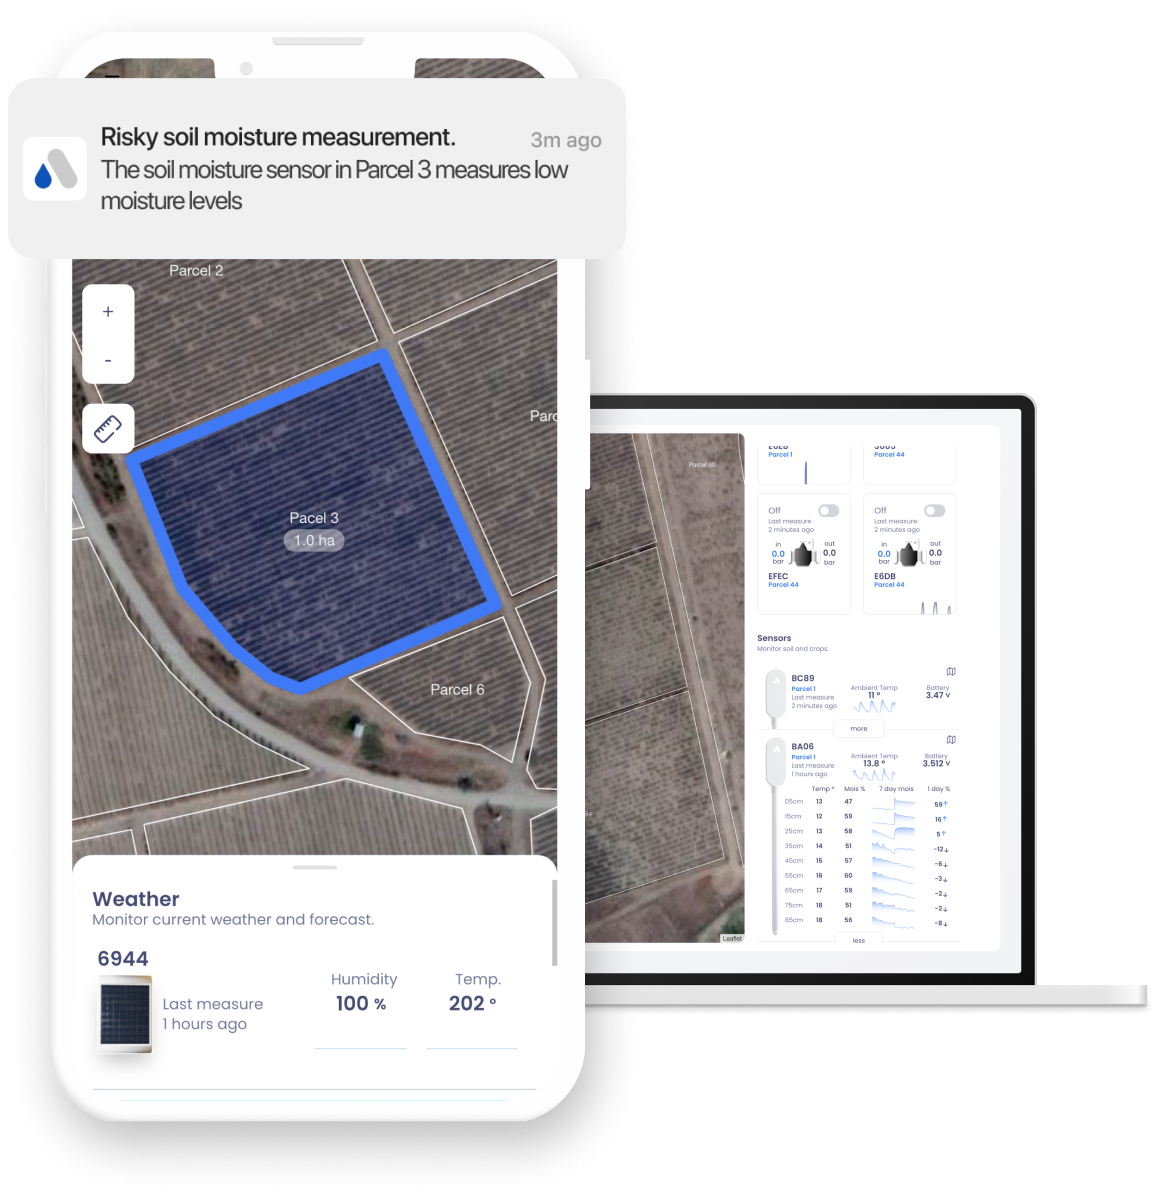 Risky soil moisture measurement.
3m ago
The soil moisture sensor in Parcel 3 measures low
moisture levels
Parcel 2
+
-
Parc
Pacel 3
1.0 ha
Parcel 6
Weather
Monitor current weather and forecast.
6944
Last measure
1 hours ago
Humidity
100 %
Temp.
202 °
Parcel 60
64
Leaflet
Parcel 1
Parcel 44
Off
Last measure
2 minutes ago
in
0.0
bar
out
0.0
bar
EFEC
Parcel 44
Off
Last measure
2 minutes ago
in
0.0
bar
out
0.0
bar
E6DB
Parcel 44
Sensors
Monitor soil and crops.
BC89
Parcel 1
Last measure
2 minutes ago
Ambient Temp
11 °
Battery
3.47 V
more
BA06
Parcel 1
Last measure
1 hours ago
Ambient Temp
13.8 °
Battery
3.512 V
Temp ° Mois % 7 day mois 1 day %
05cm 13 47 59↑
15cm 12 59 16↑
25cm 13 58 5↑
35cm 14 51 -12↓
45cm 15 57 -6↓
55cm 16 60 -3↓
65cm 17 59 -2↓
75cm 18 51 -2↓
65cm 18 56 -8↓
less